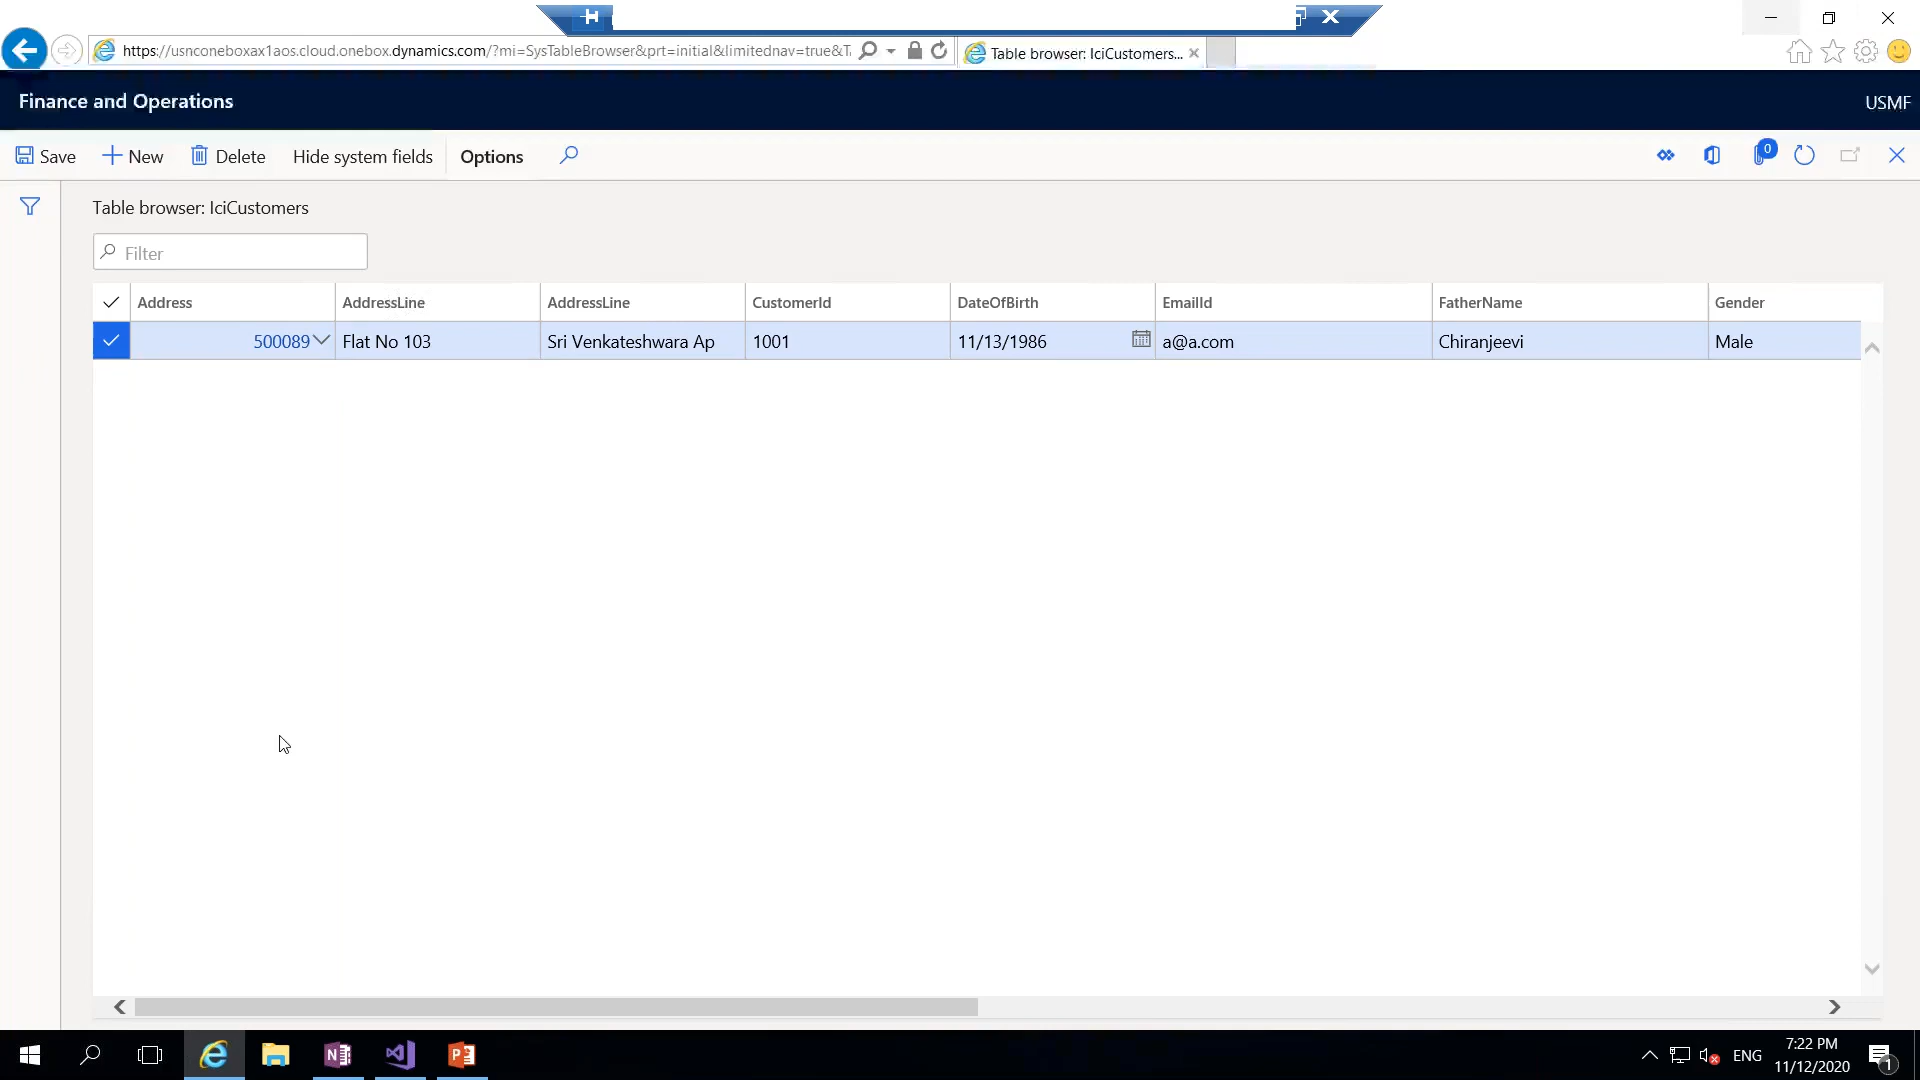 https://usnconeboxax1aos.cloud.onebox.dynamics.com/?mi=SysTableBrowser&prt=initial&limitednav=true&T
Table browser: IciCustomers...
Finance and Operations
USMF
Save
New
Delete
Hide system fields
Options
0
Table browser: IciCustomers
Filter
Address AddressLine AddressLine CustomerId DateOfBirth EmailId FatherName Gender
500089 Flat No 103 Sri Venkateshwara Ap 1001 11/13/1986 a@a.com Chiranjeevi Male
ENG
7:22 PM
11/12/2020
1